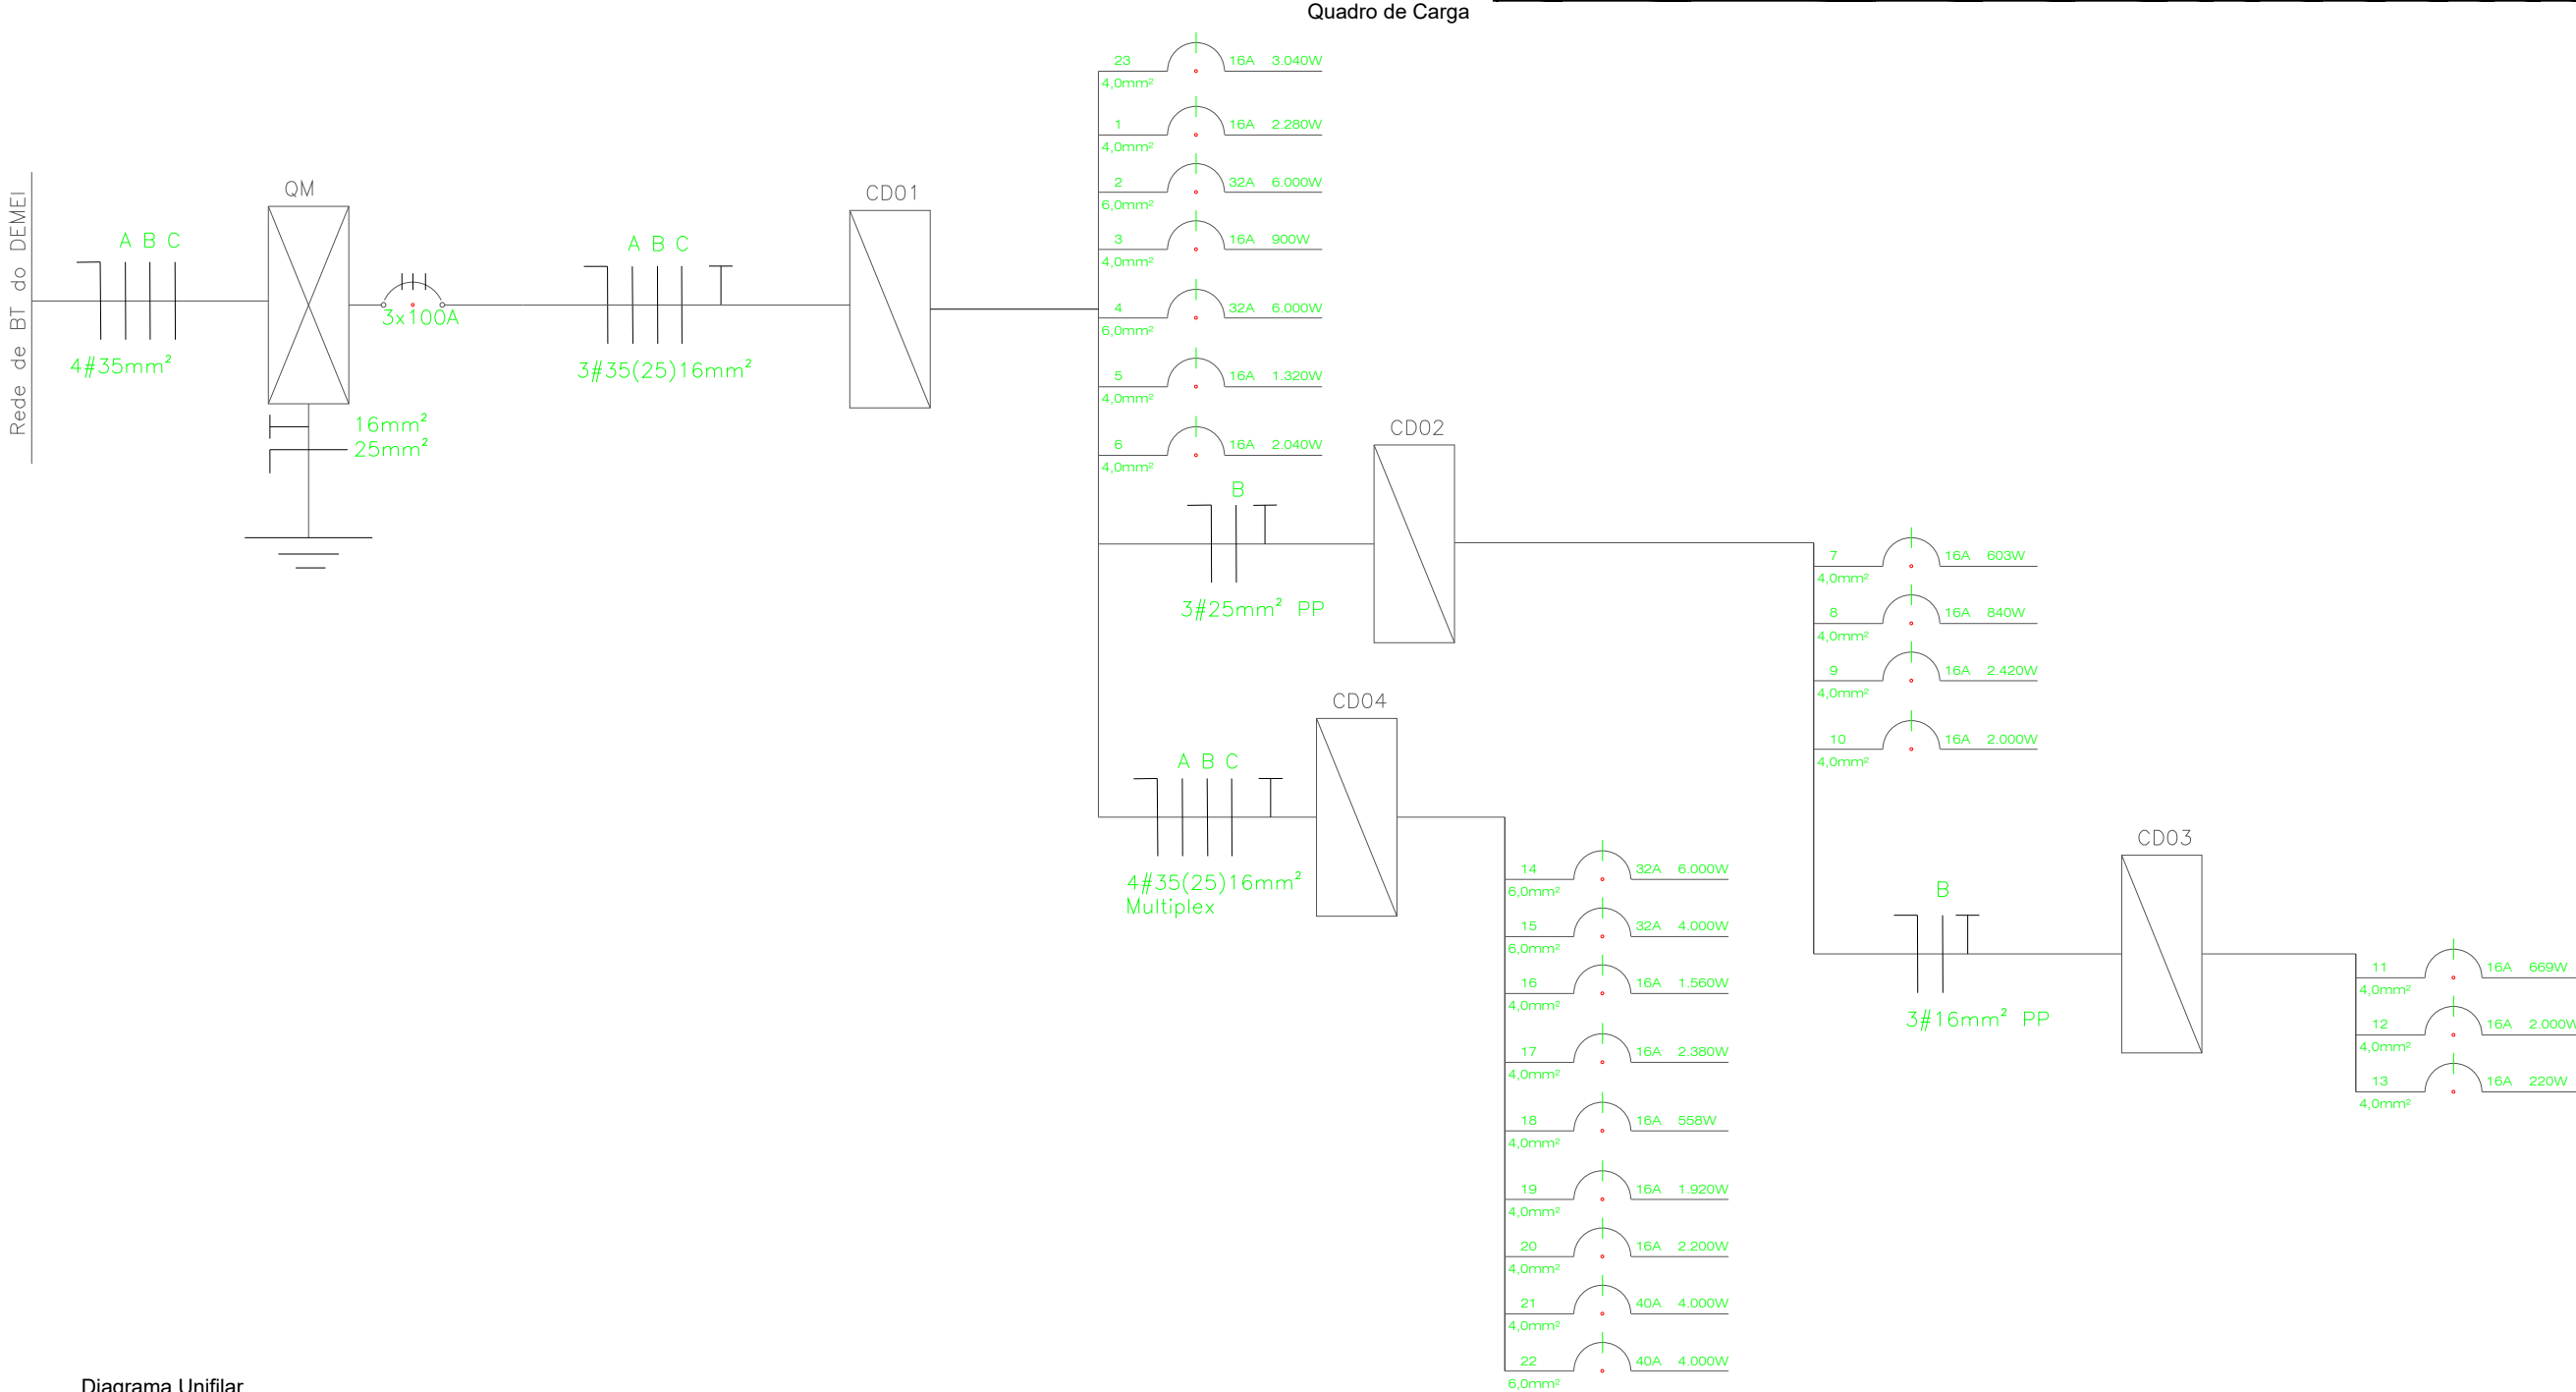 Quadro de Carga
Rede de BT do DEMEI
A B C
4#35mm²
QM
16mm²
25mm²
3x100A
A B C
3#35(25)16mm²
CD01
23 16A 3.040W
4,0mm²
1 16A 2.280W
4,0mm²
2 32A 6.000W
6,0mm²
3 16A 900W
4,0mm²
4 32A 6.000W
6,0mm²
5 16A 1.320W
4,0mm²
6 16A 2.040W
4,0mm²
B
3#25mm² PP
CD02
7 16A 603W
4,0mm²
8 16A 840W
4,0mm²
9 16A 2.420W
4,0mm²
10 16A 2.000W
4,0mm²
A B C
4#35(25)16mm²
Multiplex
CD04
14 32A 6.000W
6,0mm²
15 32A 4.000W
6,0mm²
16 16A 1.560W
4,0mm²
17 16A 2.380W
4,0mm²
18 16A 558W
4,0mm²
19 16A 1.920W
4,0mm²
20 16A 2.200W
4,0mm²
21 40A 4.000W
4,0mm²
22 40A 4.000W
6,0mm²
B
3#16mm² PP
CD03
11 16A 669W
4,0mm²
12 16A 2.000W
4,0mm²
13 16A 220W
4,0mm²
Diagrama Unifilar